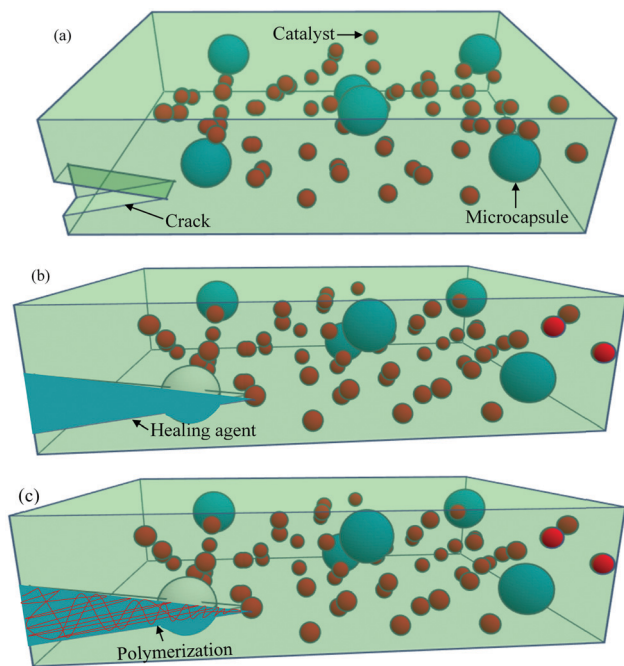 (a)
Catalyst
Crack
Microcapsule
(b)
Healing agent
(c)
Polymerization